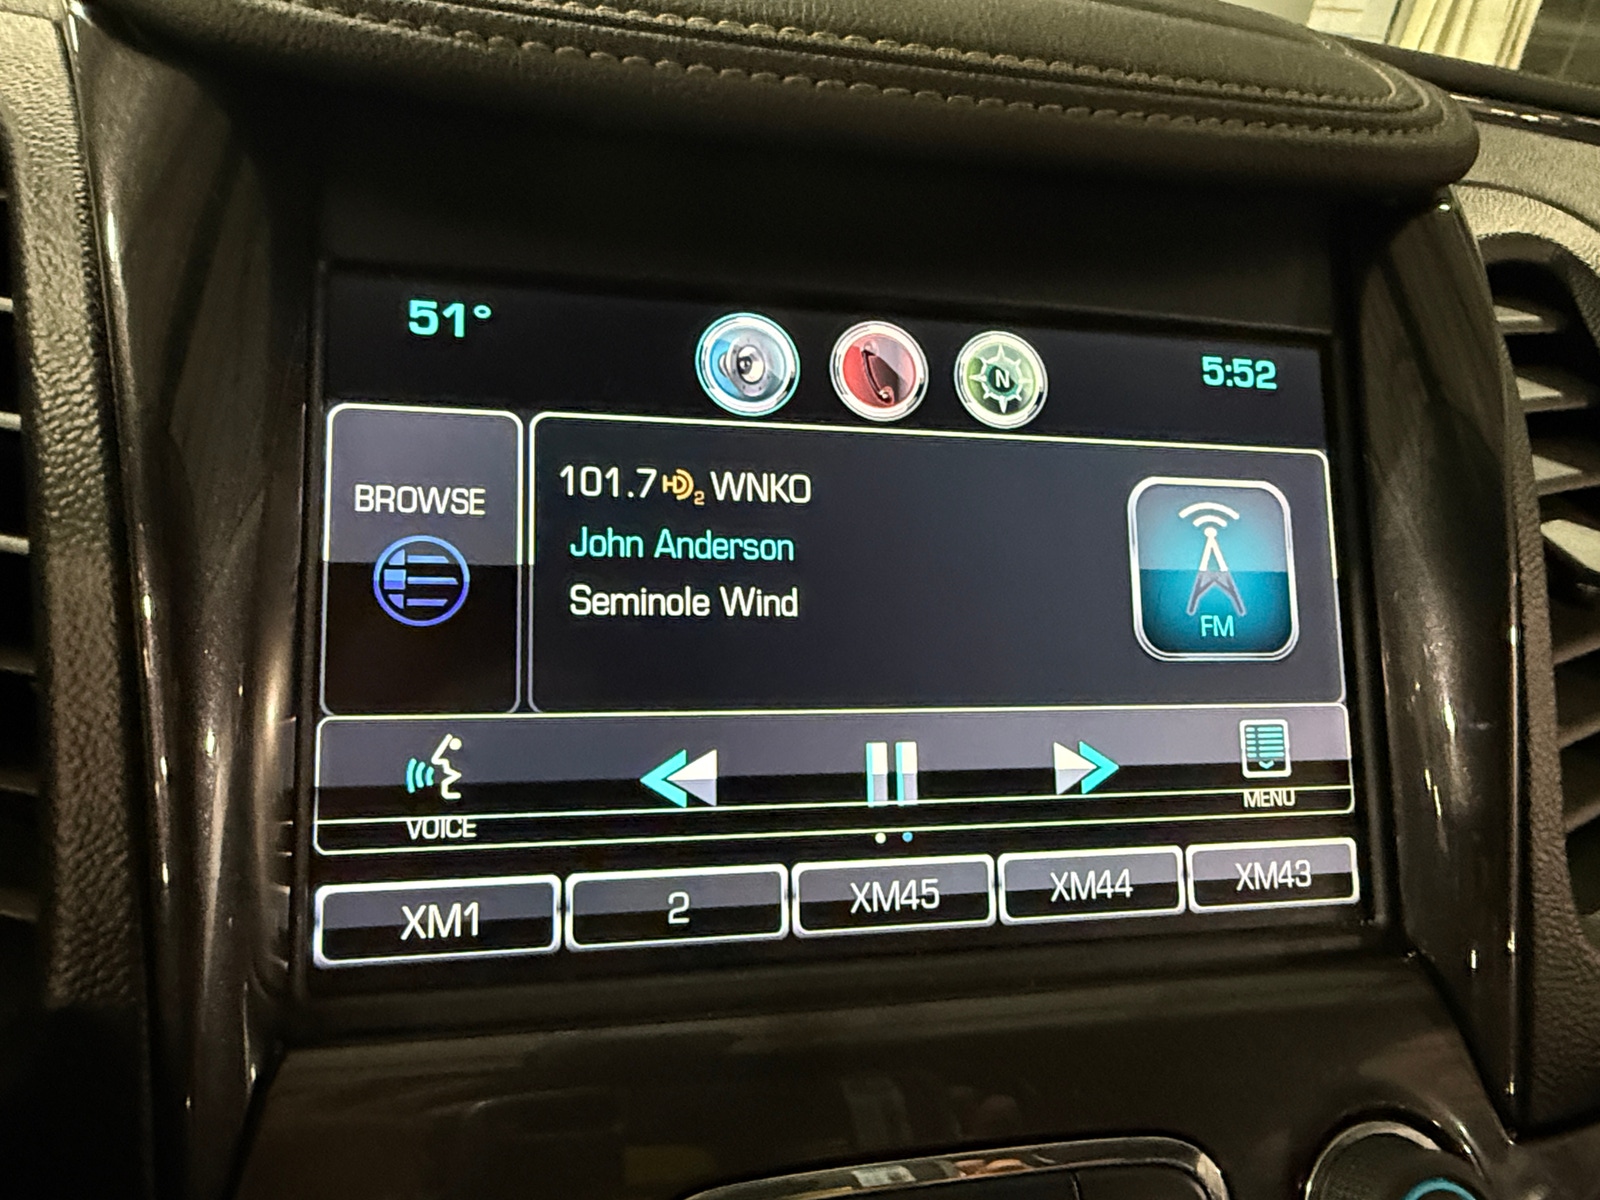 51°
N
5:52
BROWSE
101.7 HD2 WNKO
John Anderson
Seminole Wind
FM
VOICE
MENU
XM1
2
XM45
XM44
XM43